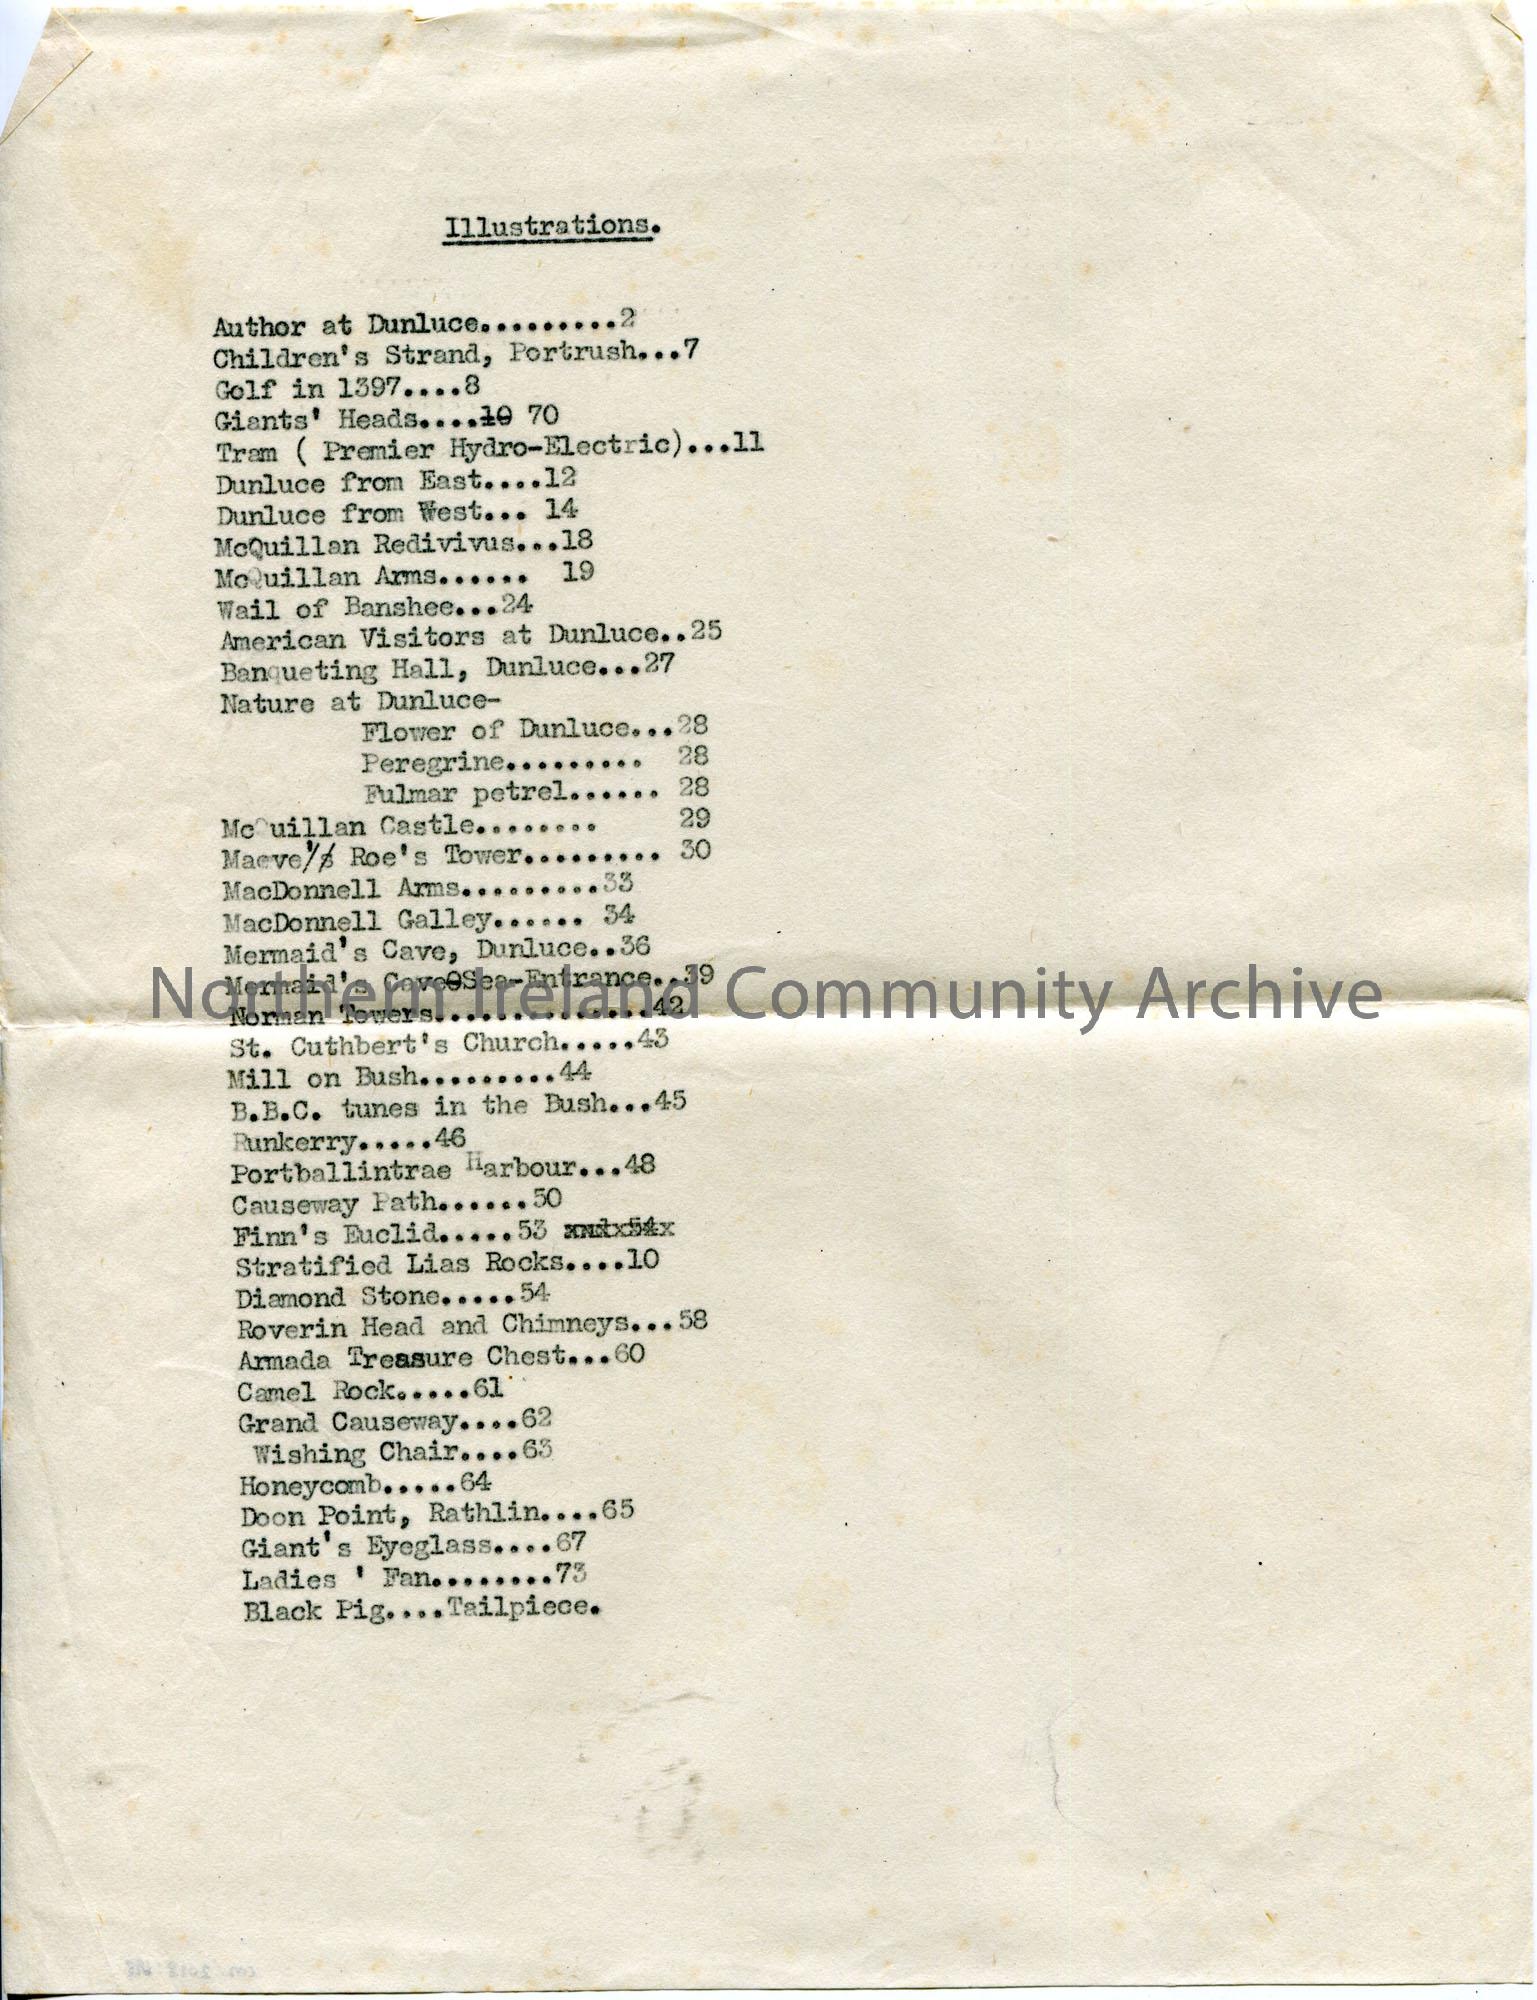 Illustrations.
Author at Dunluce.........2
Children's Strand, Portrush...7
Golf in 1397....8
Giants' Heads....10 70
Tram ( Premier Hydro-Electric)...11
Dunluce from East....12
Dunluce from West... 14
McQuillan Redivivus...18
McQuillan Arms...... 19
Wail of Banshee...24
American Visitors at Dunluce..25
Banqueting Hall, Dunluce...27
Nature at Dunluce-
Flower of Dunluce...28
Peregrine......... 28
Fulmar petrel...... 28
McQuillan Castle........ 29
Maeve's Roe's Tower......... 30
MacDonnell Arms.........33
MacDonnell Galley...... 34
Mermaid's Cave, Dunluce..36
Mermaid's Cave Sea-Entrance..39
Northern Ireland Community Archive
Norman Towers..............42
St. Cuthbert's Church.....43
Mill on Bush.........44
B.B.C. tunes in the Bush...45
Runkerry.....46
Portballintrae Harbour...48
Causeway Path......50
Finn's Euclid.....53 and 54
Stratified Lias Rocks....10
Diamond Stone.....54
Roverin Head and Chimneys...58
Armada Treasure Chest...60
Camel Rock.....61
Grand Causeway....62
Wishing Chair....63
Honeycomb.....64
Doon Point, Rathlin....65
Giant's Eyeglass....67
Ladies ' Fan........73
Black Pig....Tailpiece.